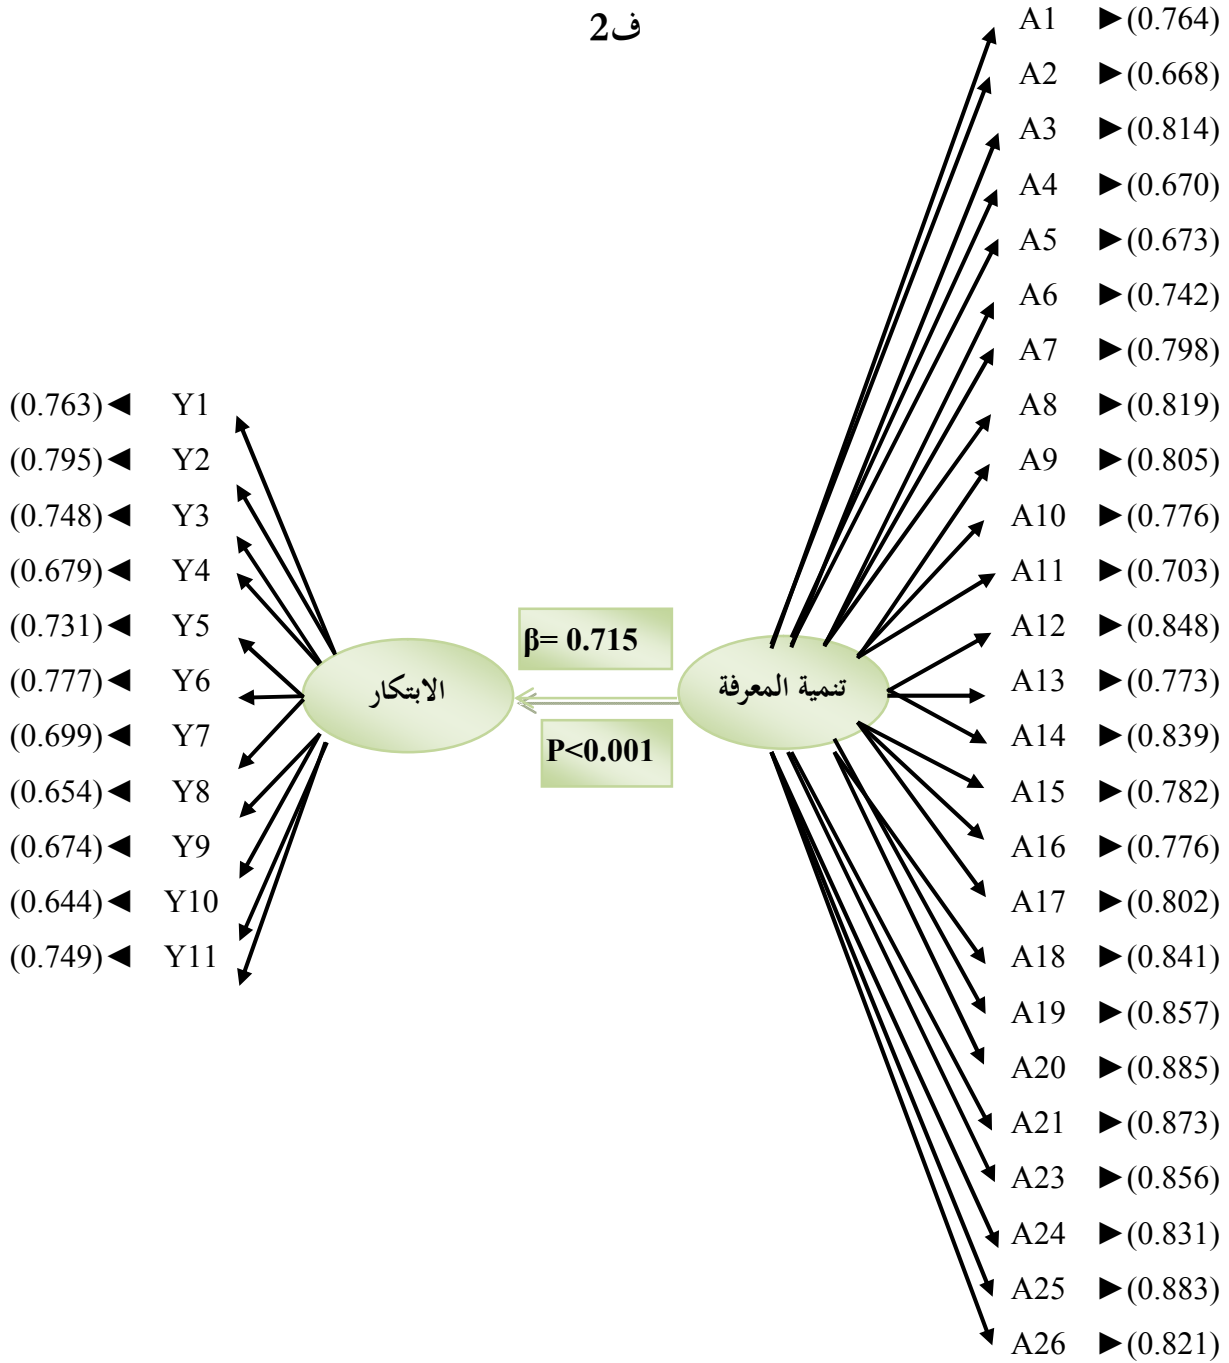 ف2
A1 ►(0.764)
A2 ►(0.668)
A3 ►(0.814)
A4 ►(0.670)
A5 ►(0.673)
A6 ►(0.742)
A7 ►(0.798)
A8 ►(0.819)
A9 ►(0.805)
A10 ►(0.776)
A11 ►(0.703)
A12 ►(0.848)
A13 ►(0.773)
A14 ►(0.839)
A15 ►(0.782)
A16 ►(0.776)
A17 ►(0.802)
A18 ►(0.841)
A19 ►(0.857)
A20 ►(0.885)
A21 ►(0.873)
A23 ►(0.856)
A24 ►(0.831)
A25 ►(0.883)
A26 ►(0.821)
تنمية المعرفة
β= 0.715
P<0.001
الابتكار
(0.763)◄ Y1
(0.795)◄ Y2
(0.748)◄ Y3
(0.679)◄ Y4
(0.731)◄ Y5
(0.777)◄ Y6
(0.699)◄ Y7
(0.654)◄ Y8
(0.674)◄ Y9
(0.644)◄ Y10
(0.749)◄ Y11